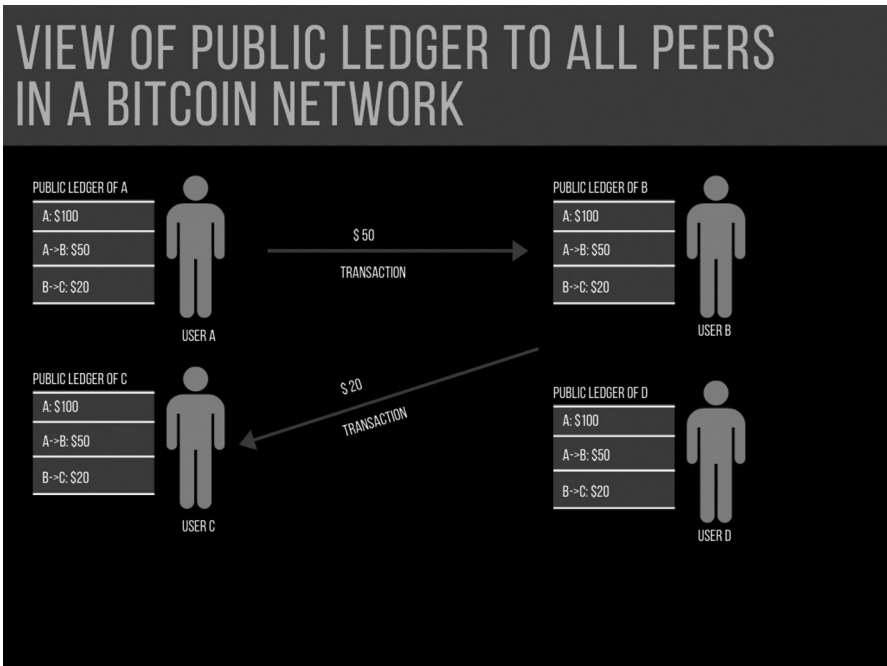 VIEW OF PUBLIC LEDGER TO ALL PEERS
IN A BITCOIN NETWORK
PUBLIC LEDGER OF A
A: $100
A->B: $50
B->C: $20
USER A
$ 50
TRANSACTION
PUBLIC LEDGER OF B
A: $100
A->B: $50
B->C: $20
USER B
PUBLIC LEDGER OF C
A: $100
A->B: $50
B->C: $20
USER C
$ 20
TRANSACTION
PUBLIC LEDGER OF D
A: $100
A->B: $50
B->C: $20
USER D